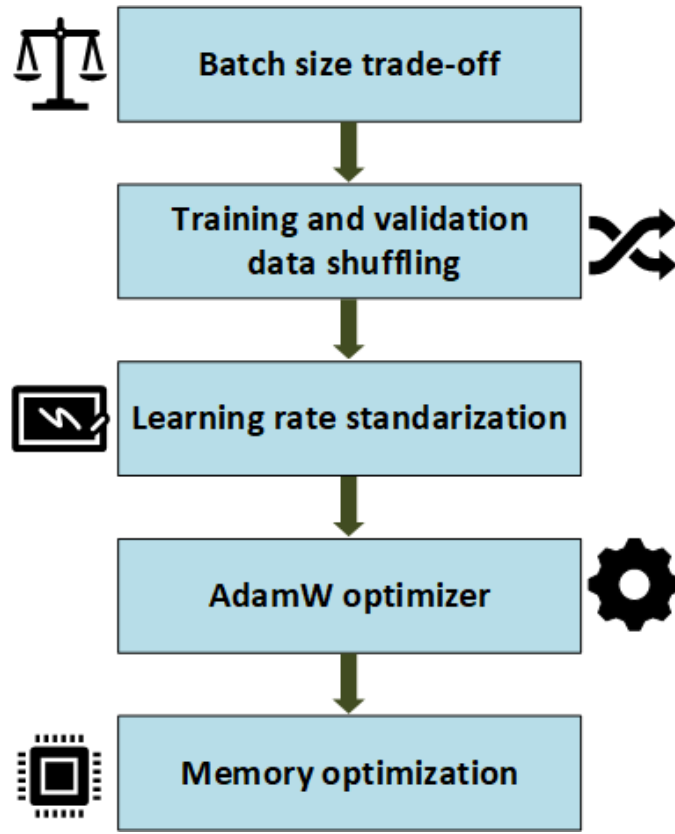 Batch size trade-off
Training and validation
data shuffling
Learning rate standarization
AdamW optimizer
Memory optimization